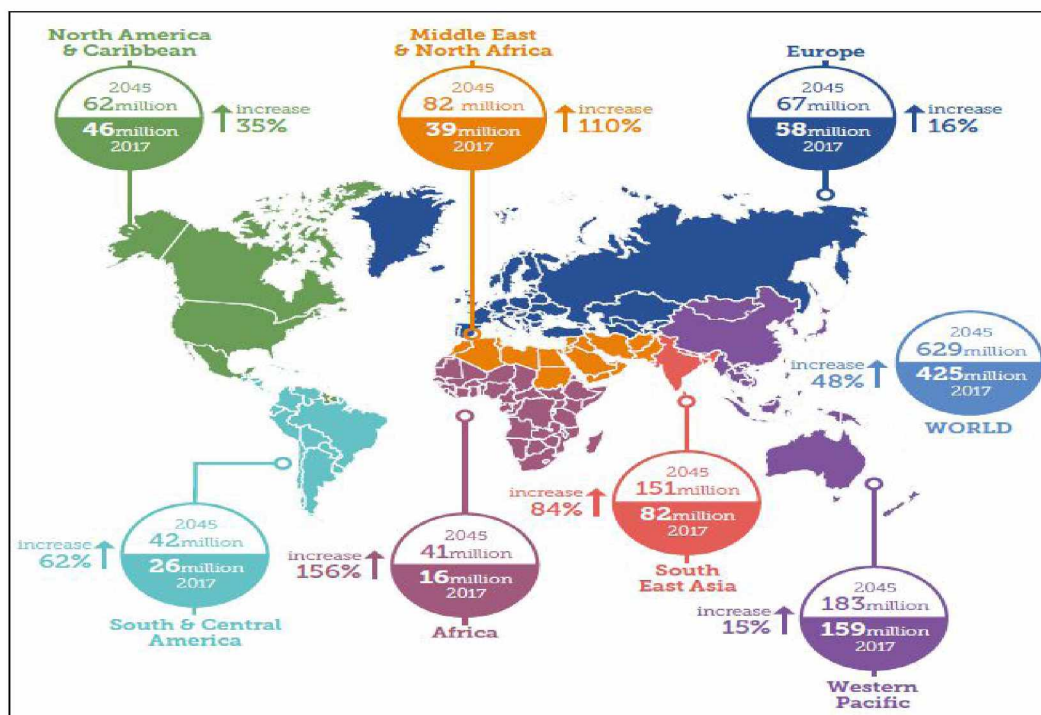 North America
& Caribbean
2045
62million
46million
2017
increase
35%
Middle East
& North Africa
2045
82 million
39million
2017
increase
110%
Europe
2045
67million
58million
2017
increase
16%
2045
629million
425million
2017
WORLD
increase
48%
2045
42million
26million
2017
South & Central
America
increase
62%
2045
41million
16million
2017
Africa
increase
156%
2045
151million
82million
2017
South
East Asia
increase
84%
2045
183million
159million
2017
Western
Pacific
increase
15%